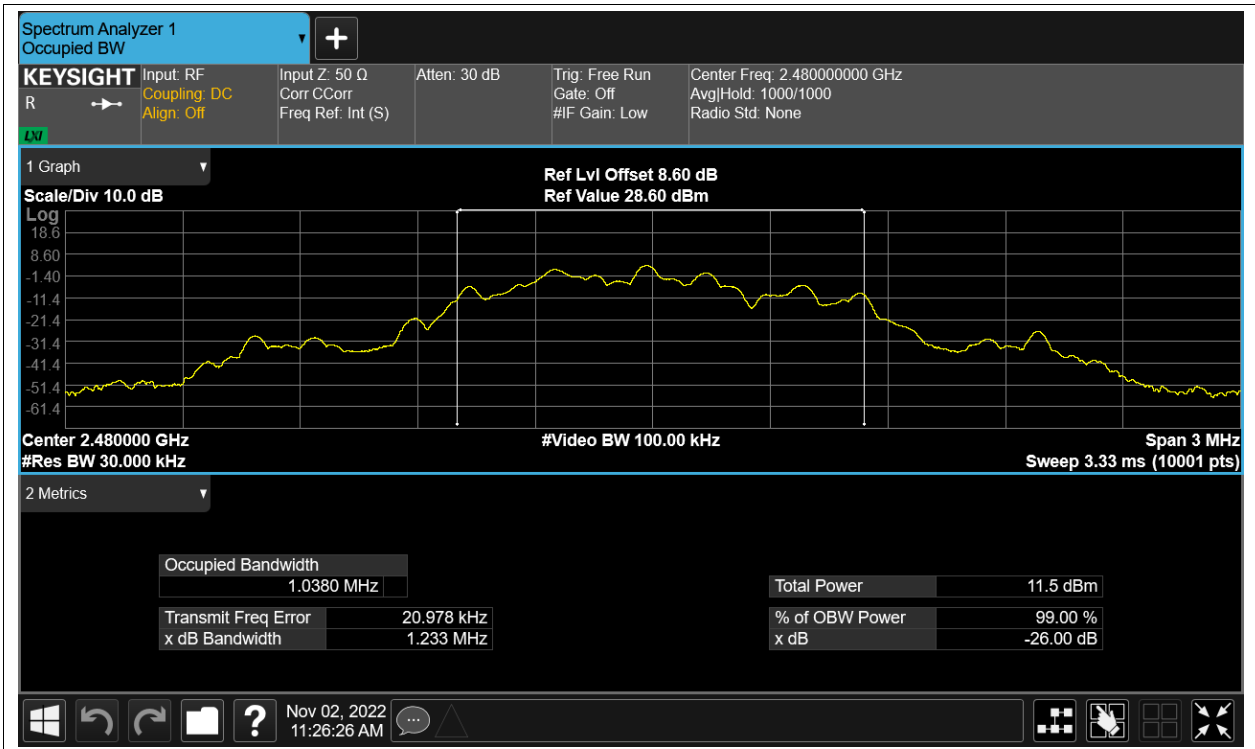 Spectrum Analyzer 1
Occupied BW
KEYSIGHT
R
LXI
Input: RF
Coupling: DC
Align: Off
Input Z: 50 Ω
Corr CCorr
Freq Ref: Int (S)
Atten: 30 dB
Trig: Free Run
Gate: Off
#IF Gain: Low
Center Freq: 2.480000000 GHz
Avg|Hold: 1000/1000
Radio Std: None
1 Graph
Scale/Div 10.0 dB
Ref Lvl Offset 8.60 dB
Ref Value 28.60 dBm
Log
18.6
8.60
-1.40
-11.4
-21.4
-31.4
-41.4
-51.4
-61.4
Center 2.480000 GHz
#Video BW 100.00 kHz
Span 3 MHz
#Res BW 30.000 kHz
Sweep 3.33 ms (10001 pts)
2 Metrics
Occupied Bandwidth
1.0380 MHz
Total Power 11.5 dBm
Transmit Freq Error 20.978 kHz
% of OBW Power 99.00 %
x dB Bandwidth 1.233 MHz
x dB -26.00 dB
?
Nov 02, 2022
11:26:26 AM